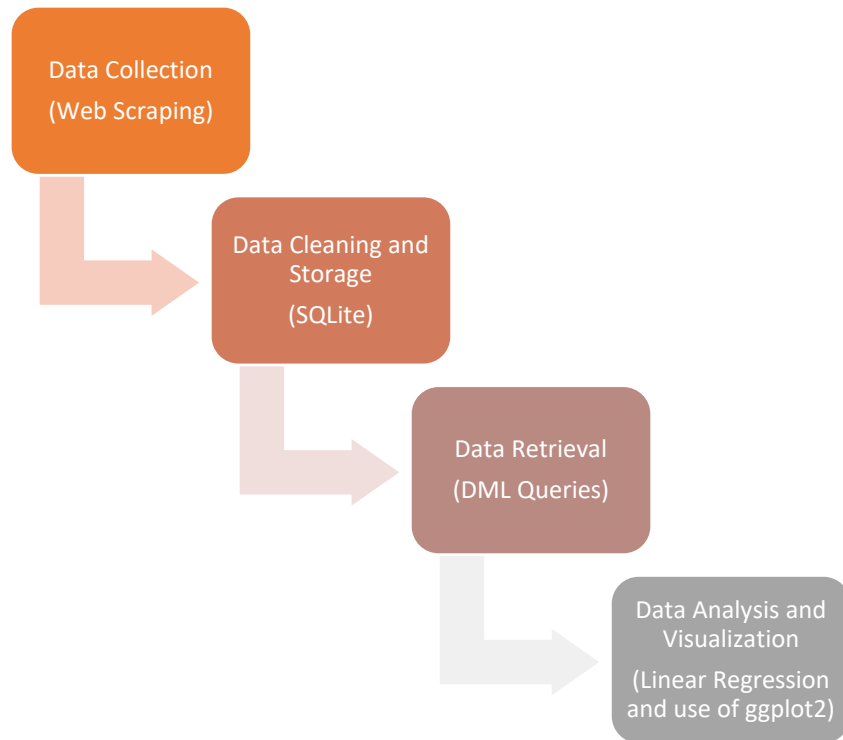 Data Collection
(Web Scraping)
Data Cleaning and
Storage
(SQLite)
Data Retrieval
(DML Queries)
Data Analysis and
Visualization
(Linear Regression
and use of ggplot2)